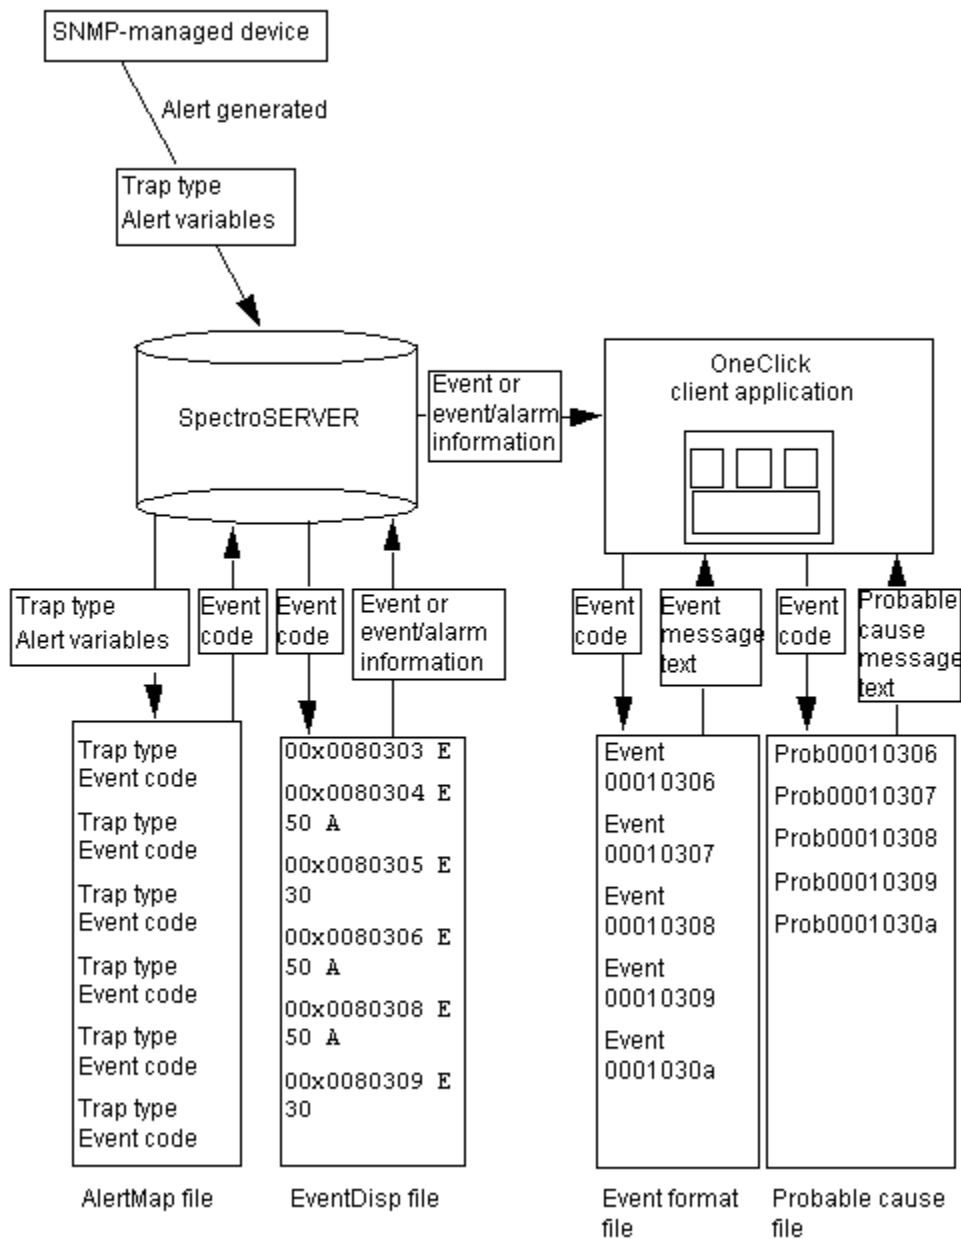 SNMP-managed device
Alert generated
Trap type
Alert variables
SpectroSERVER
Event or
event/alarm
information
OneClick
client application
Trap type
Alert variables
Event
code
Event
code
Event or
event/alarm
information
Event
code
Event
message
text
Event
code
Probable
cause
message
text
Trap type
Event code
Trap type
Event code
Trap type
Event code
Trap type
Event code
Trap type
Event code
Trap type
Event code
00x0080303 E
00x0080304 E
50 A
00x0080305 E
30
00x0080306 E
50 A
00x0080308 E
50 A
00x0080309 E
30
Event
00010306
Event
00010307
Event
00010308
Event
00010309
Event
0001030a
Prob00010306
Prob00010307
Prob00010308
Prob00010309
Prob0001030a
AlertMap file
EventDisp file
Event format
file
Probable cause
file